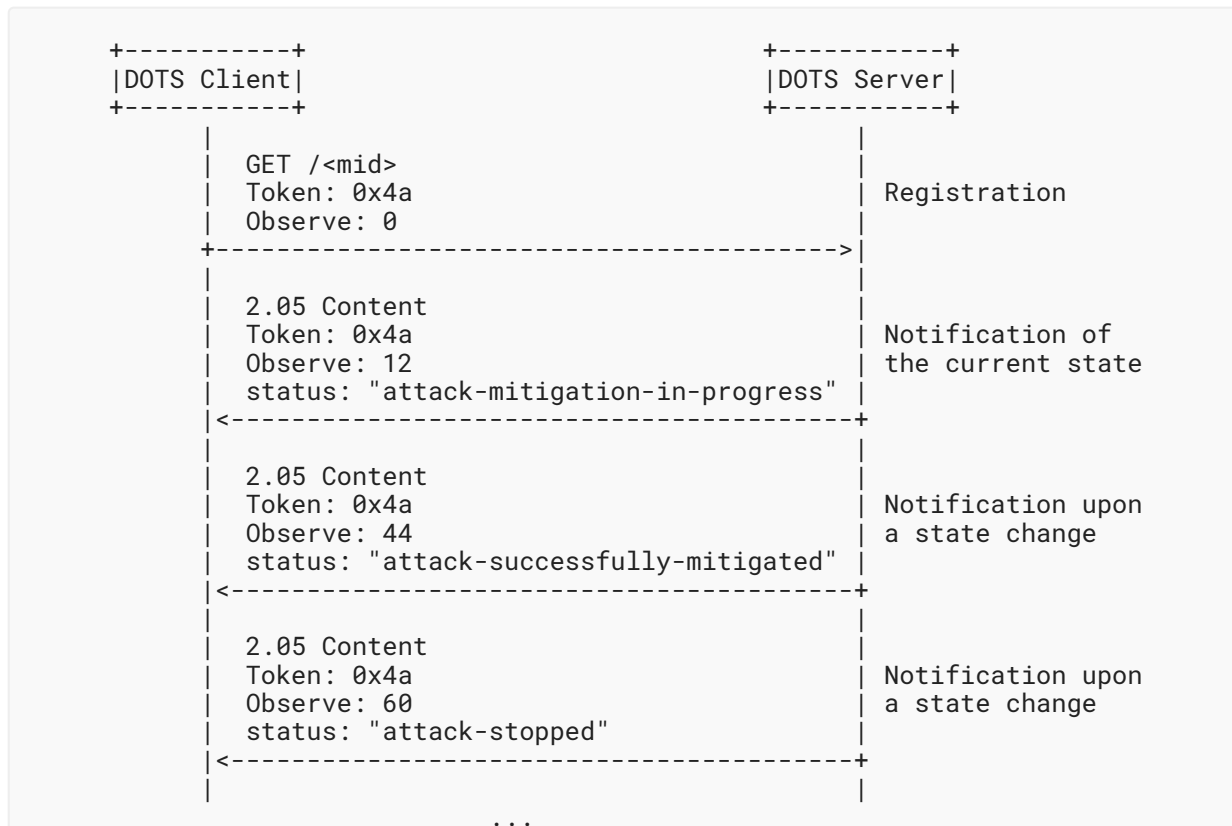 +-----------+                              +-----------+
|DOTS Client|                              |DOTS Server|
+-----------+                              +-----------+
      |                                          |
      |  GET /<mid>                              |
      |  Token: 0x4a                             | Registration
      |  Observe: 0                              |
      +----------------------------------------->|
      |                                          |
      |  2.05 Content                            |
      |  Token: 0x4a                             | Notification of
      |  Observe: 12                             | the current state
      |  status: "attack-mitigation-in-progress" |
      |<-----------------------------------------+
      |                                          |
      |  2.05 Content                            |
      |  Token: 0x4a                             | Notification upon
      |  Observe: 44                             | a state change
      |  status: "attack-successfully-mitigated" |
      |<-----------------------------------------+
      |                                          |
      |  2.05 Content                            |
      |  Token: 0x4a                             | Notification upon
      |  Observe: 60                             | a state change
      |  status: "attack-stopped"                |
      |<-----------------------------------------+
      |                                          |
                        ...